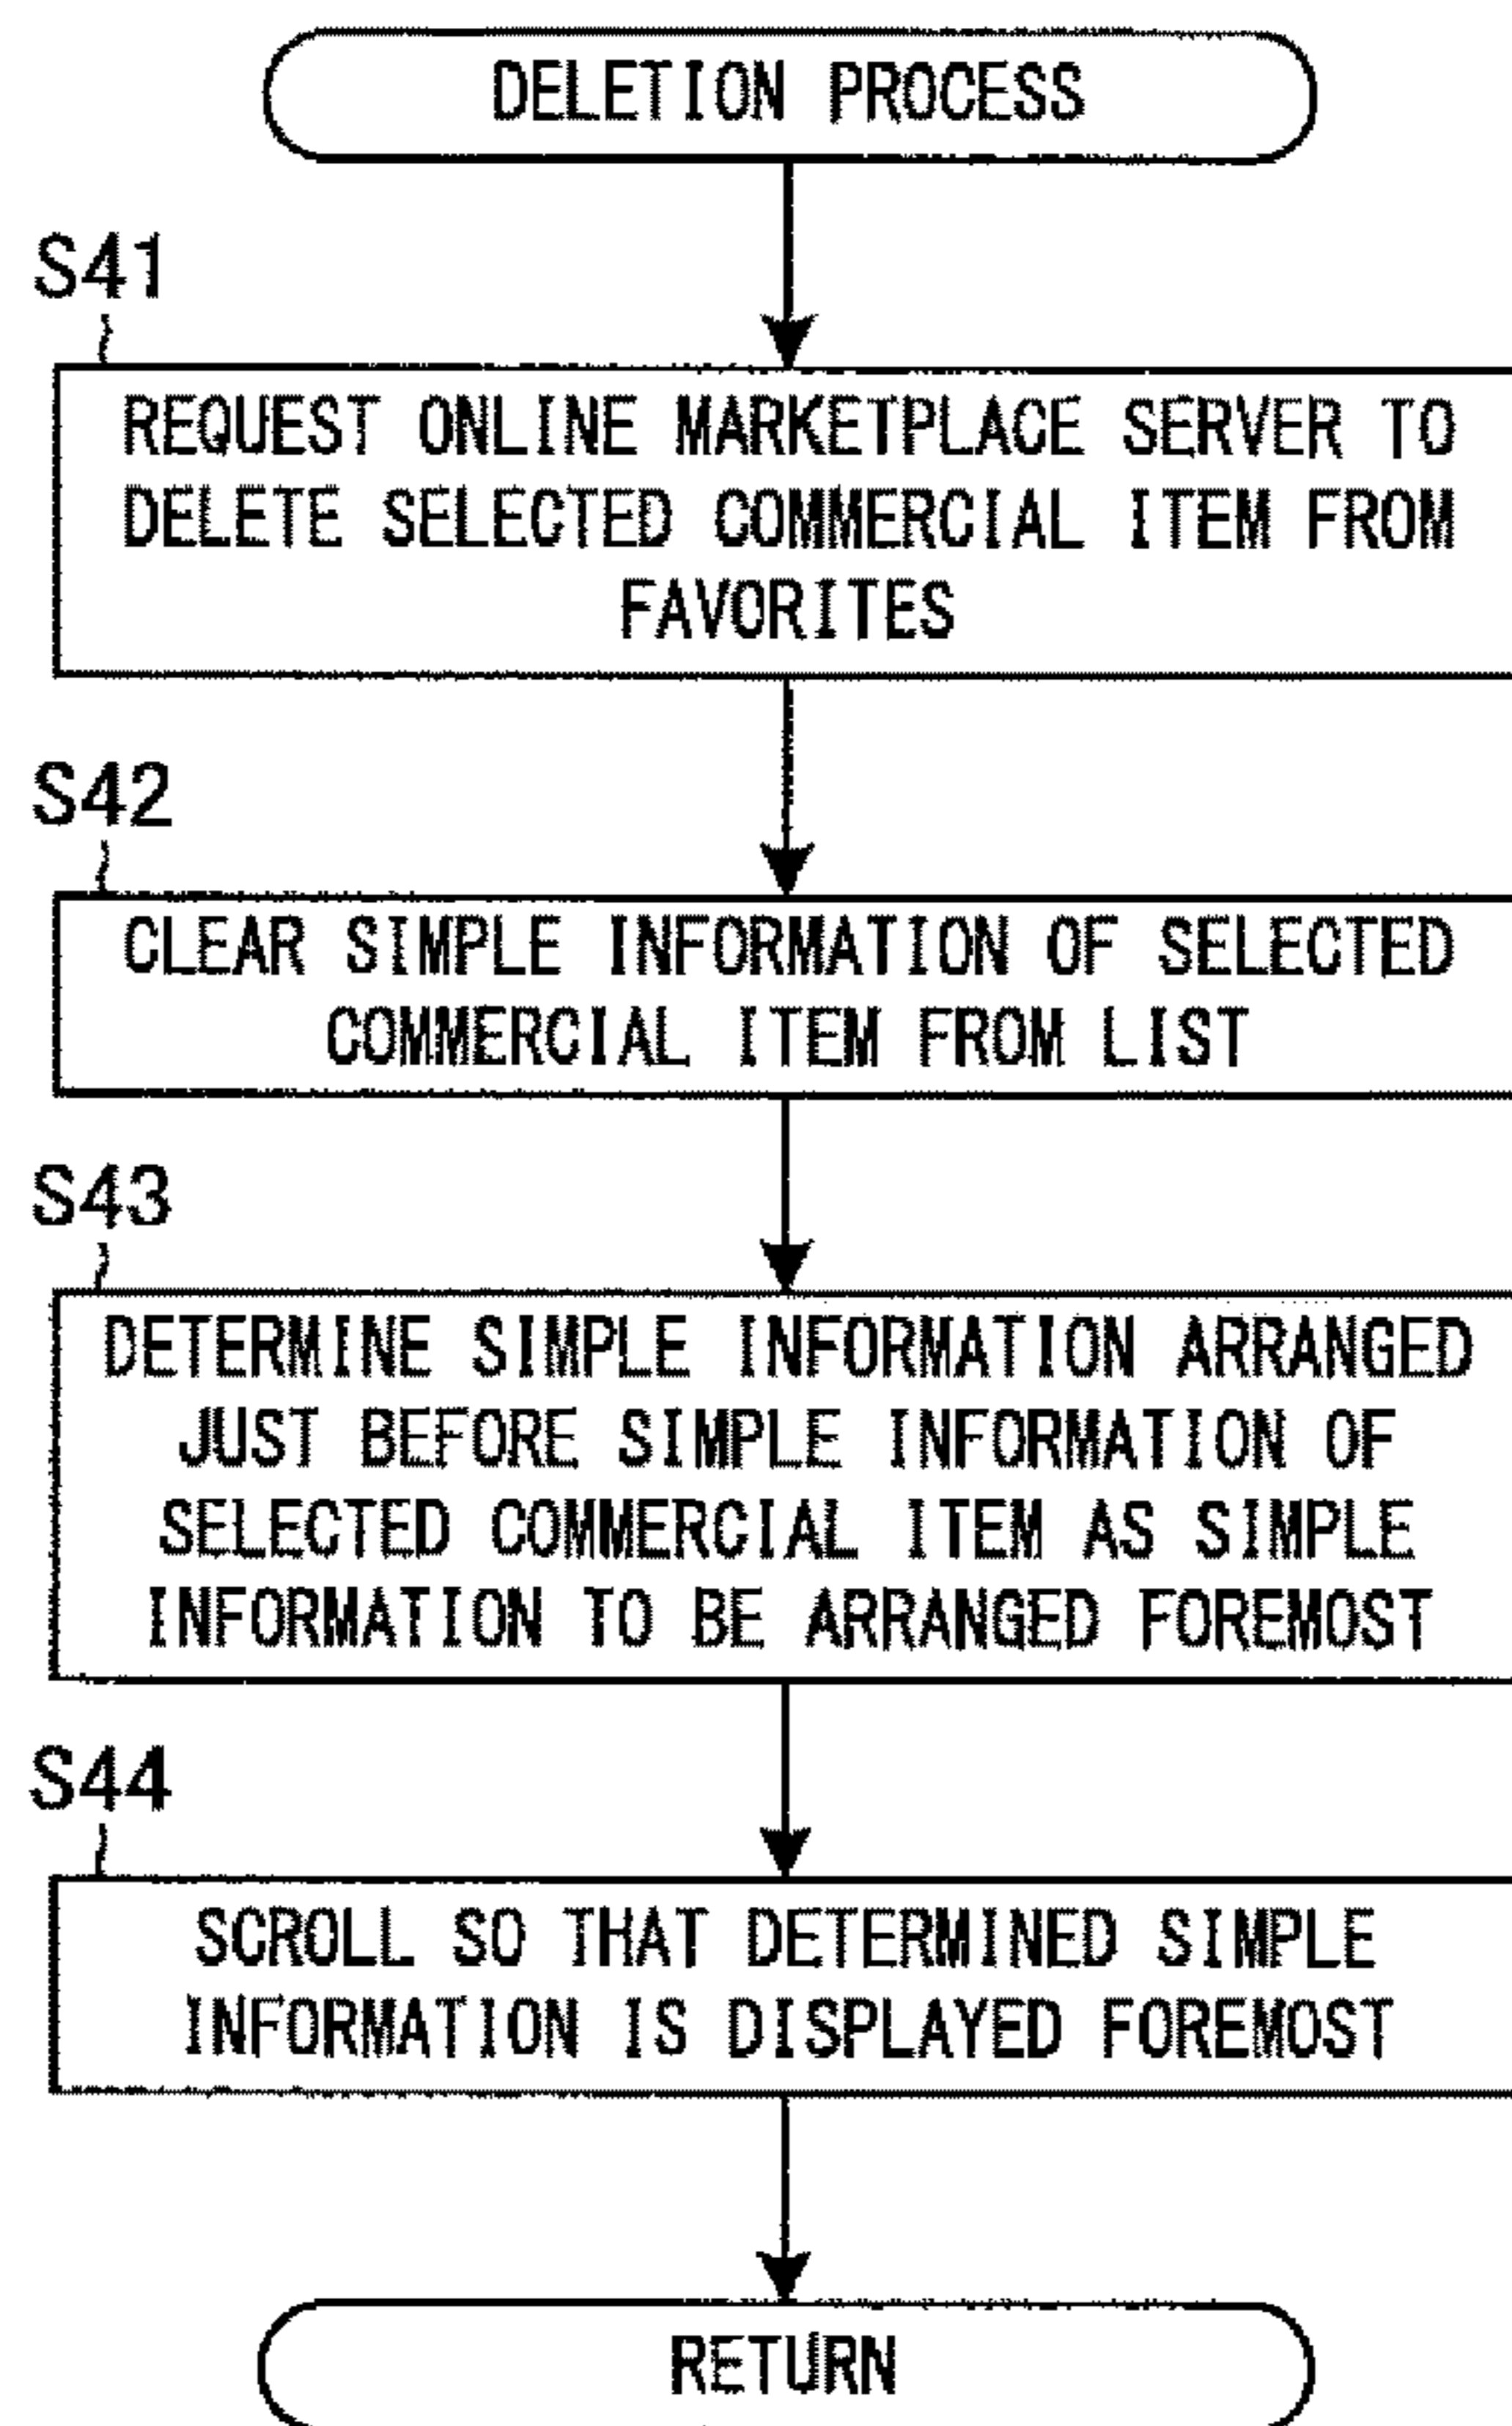 DELETION PROCESS
S41
REQUEST ONLINE MARKETPLACE SERVER TO
DELETE SELECTED COMMERCIAL ITEM FROM
FAVORITES
S42
CLEAR SIMPLE INFORMATION OF SELECTED
COMMERCIAL ITEM FROM LIST
S43
DETERMINE SIMPLE INFORMATION ARRANGED
JUST BEFORE SIMPLE INFORMATION OF
SELECTED COMMERCIAL ITEM AS SIMPLE
INFORMATION TO BE ARRANGED FOREMOST
S44
SCROLL SO THAT DETERMINED SIMPLE
INFORMATION IS DISPLAYED FOREMOST
RETURN